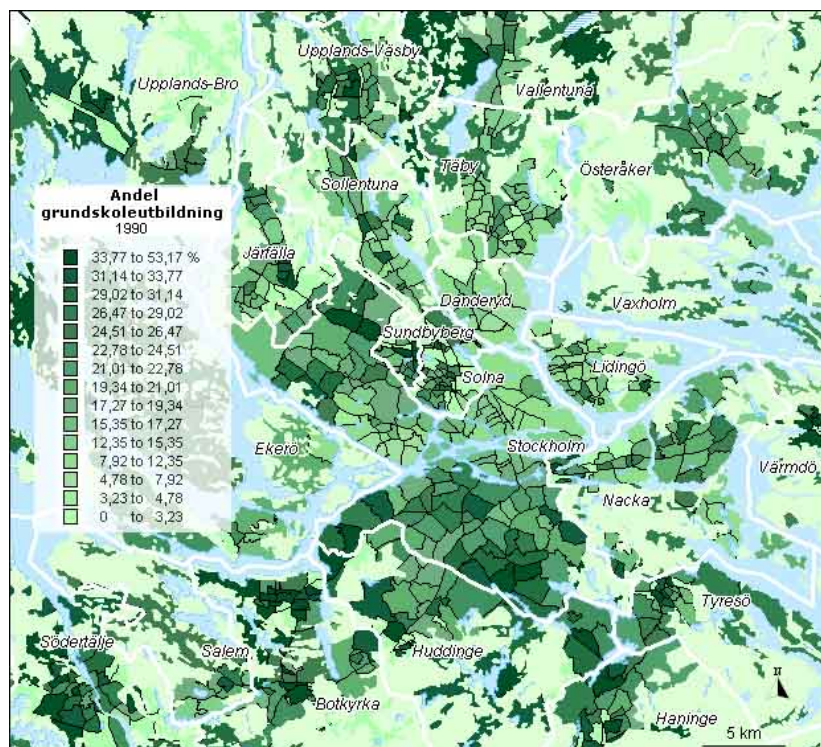 Upplands-Väsby
Upplands-Bro
Vallentuna
Täby
Österåker
Sollentuna
Andel
grundskoleutbildning
1990
33,77 to 53,17 %
31,14 to 33,77
29,02 to 31,14
26,47 to 29,02
24,51 to 26,47
22,78 to 24,51
21,01 to 22,78
19,34 to 21,01
17,27 to 19,34
15,35 to 17,27
12,35 to 15,35
7,92 to 12,35
4,78 to 7,92
3,23 to 4,78
0 to 3,23
Järfälla
Danderyd
Vaxholm
Sundbyberg
Lidingö
Solna
Ekerö
Stockholm
Värmdö
Nacka
Tyresö
Södertälje
Salem
Huddinge
Botkyrka
N
Haninge
5 km